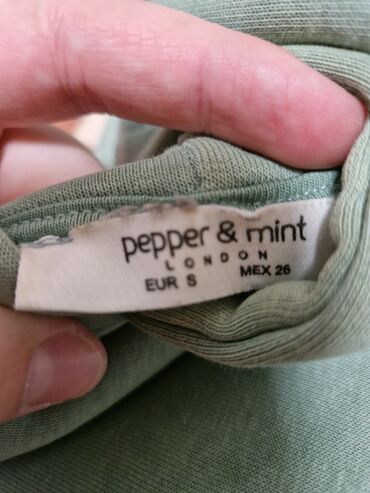 pepper & mint
LONDON
EUR S MEX 26